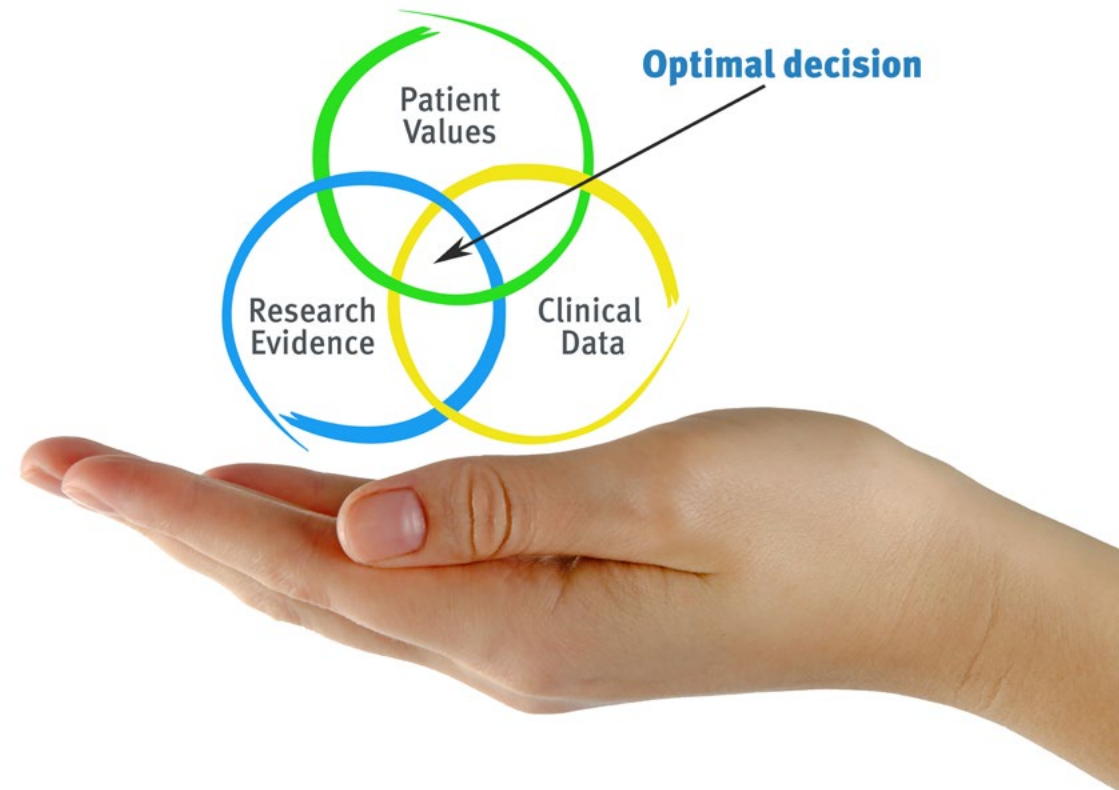 Optimal decision
Patient
Values
Research
Evidence
Clinical
Data